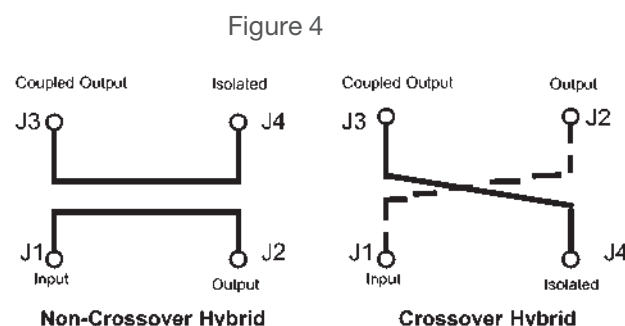 Figure 4
Coupled Output
Isolated
J3
J4
J1
J2
Input
Output
Non-Crossover Hybrid
Coupled Output
Output
J3
J2
J1
J4
Input
Isolated
Crossover Hybrid